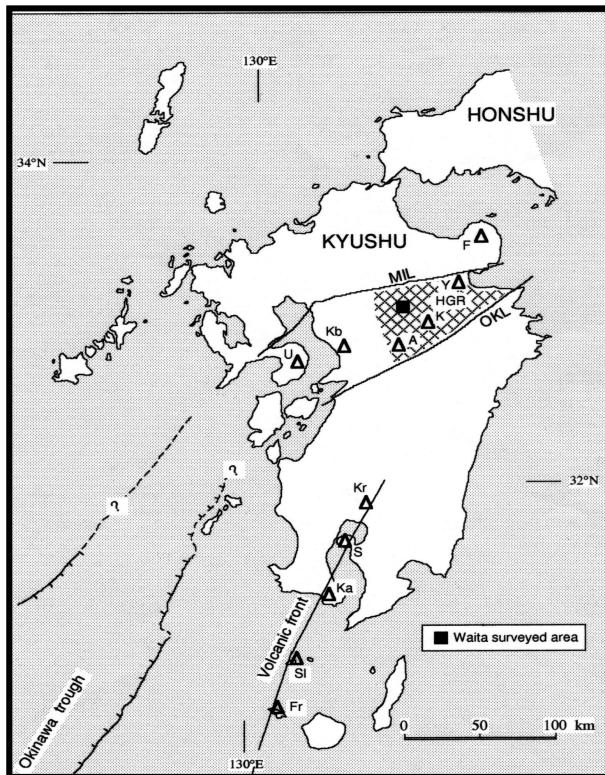 130°E
HONSHU
34°N
KYUSHU
F
MIL
Y
HGR
K
OKL
Kb
A
U
?
?
32°N
Kr
S
Ka
Volcanic front
Waita surveyed area
SI
Fr
Okinawa trough
0 50 100 km
130°E